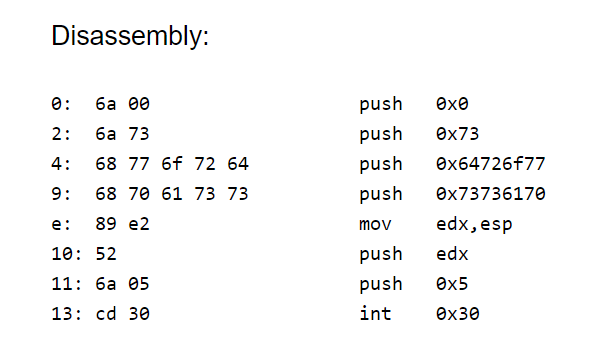 Disassembly:
0: 6a 00 push 0x0
2: 6a 73 push 0x73
4: 68 77 6f 72 64 push 0x64726f77
9: 68 70 61 73 73 push 0x73736170
e: 89 e2 mov edx,esp
10: 52 push edx
11: 6a 05 push 0x5
13: cd 30 int 0x30